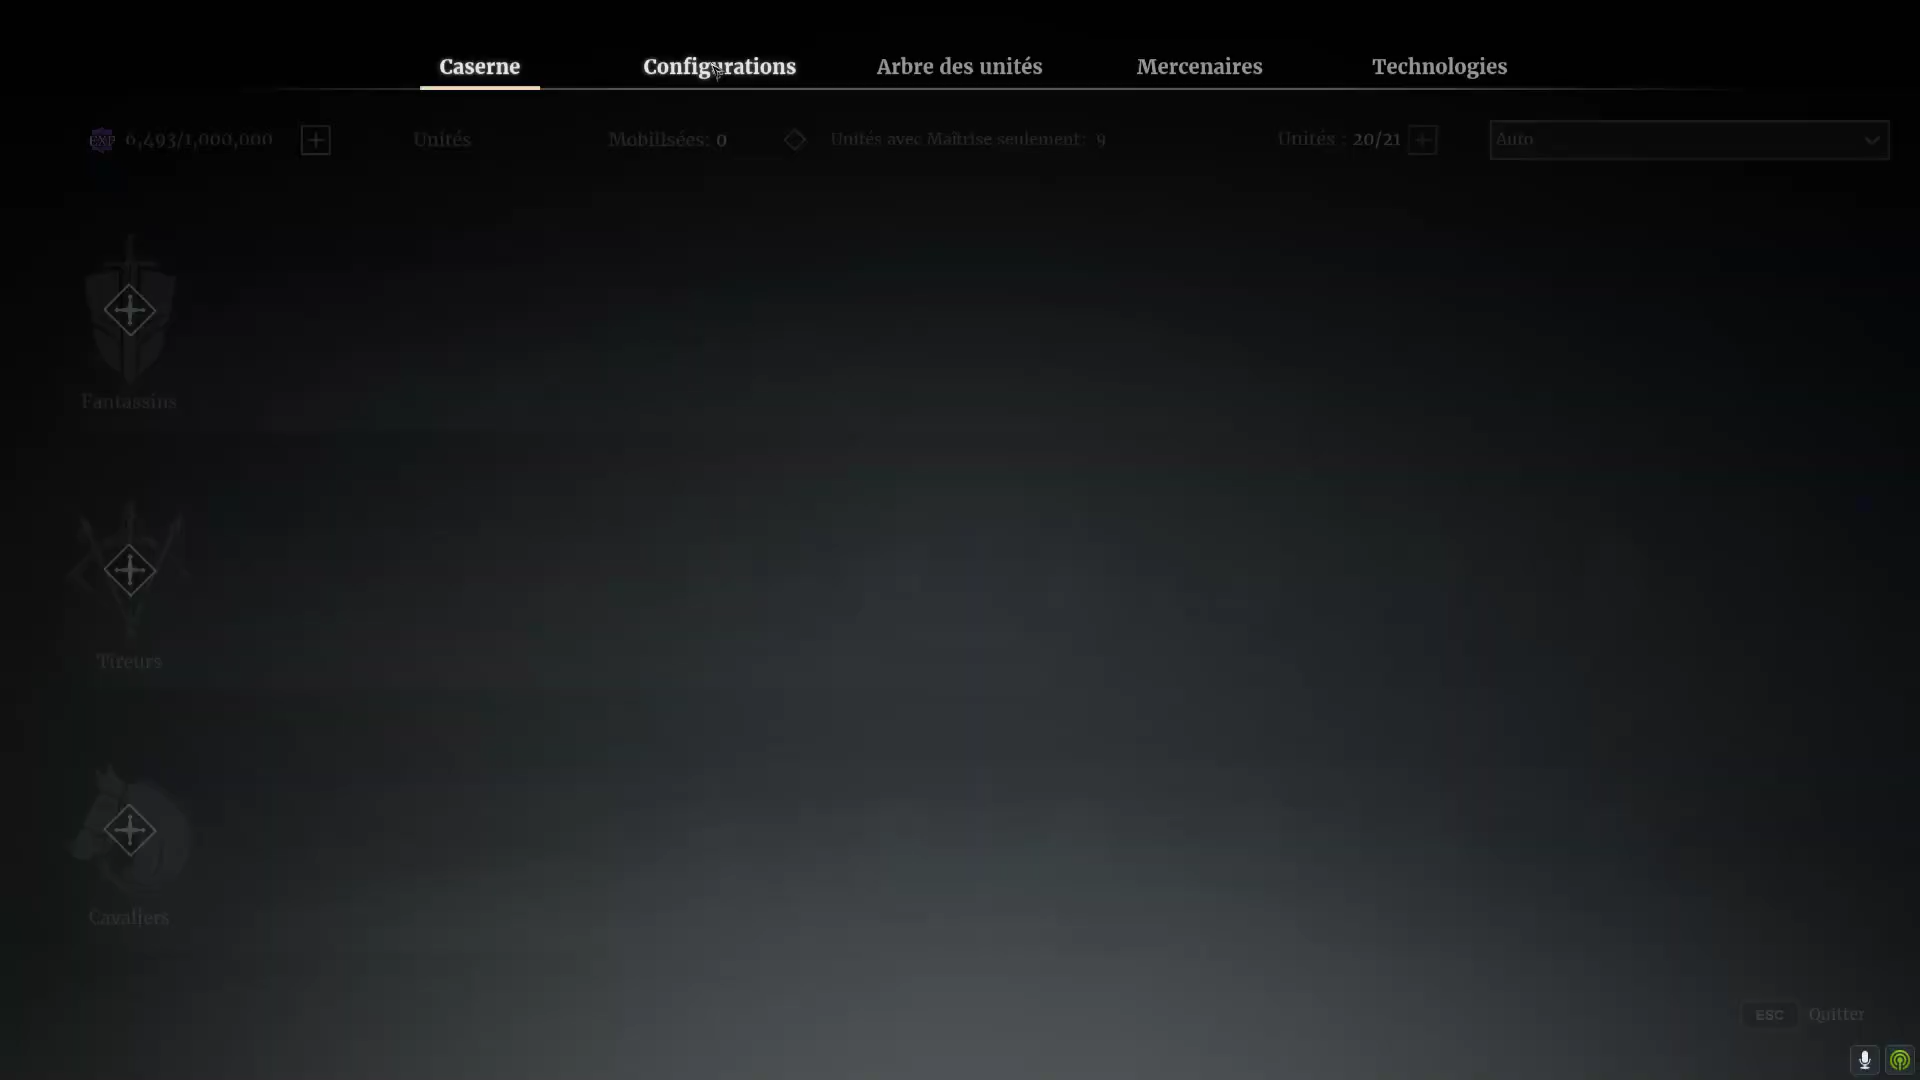 Caserne Configurations Arbre des unités Mercenaires Technologies
EXP 6,493/1,000,000 Unités Mobilisées: 0 Unités avec Maîtrise seulement: 9 Unités : 20/21 Auto
Fantassins
Tireurs
Cavaliers
ESC Quitter